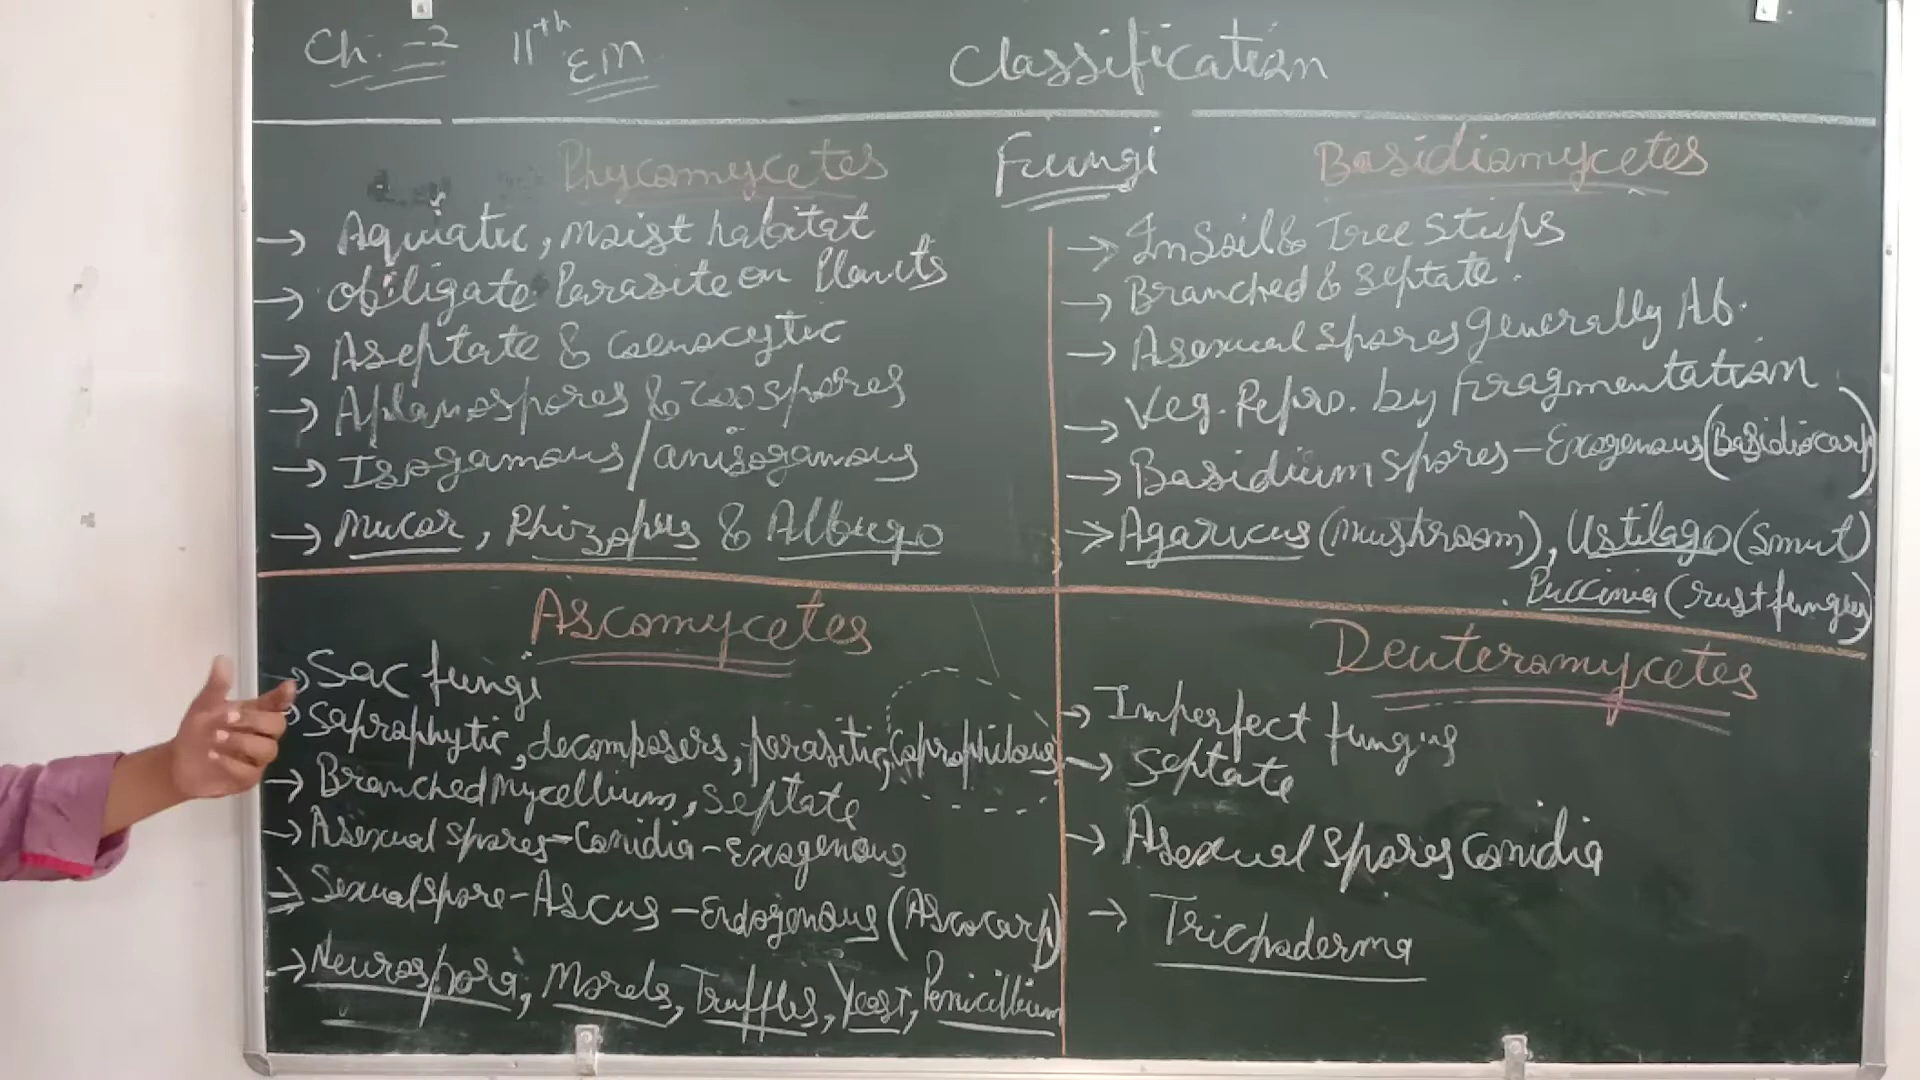 Ch. -2 11th EM Classification
Fungi
Phycomycetes
→ Aquatic, moist habitat
→ obligate Parasite on Plants
→ Aseptate & coenocytic
→ Aplanospores & zoospores
→ Isogamous/anisogamous
→ Mucor, Rhizopus & Albugo
Basidiomycetes
→ In Soil &  Tree Stups
→ Branched & septate.
→ Asexual spores generally Ab.
→ Veg. Repro. by fragmentation
→ Basidium spores - Exogenous (Basidiocarp)
→ Agaricus (mushroom), Ustilago (Smut)
Puccinia (rust fungus)
Ascomycetes
→ Sac fungi
→ Saprophytic, decomposers, parasitic, Coprophilous
→ Branched Mycellium, septate
→ Asexual spores - Conidia - Exogenous
→ Sexual spore - Ascus - Endogenous (Ascocarp)
→ Neurospora, Morels, Truffles, Yeast, Penicillium
Deuteromycetes
→ Imperfect fungus
→ Septate
→ Asexual spores Conidia
→ Trichoderma